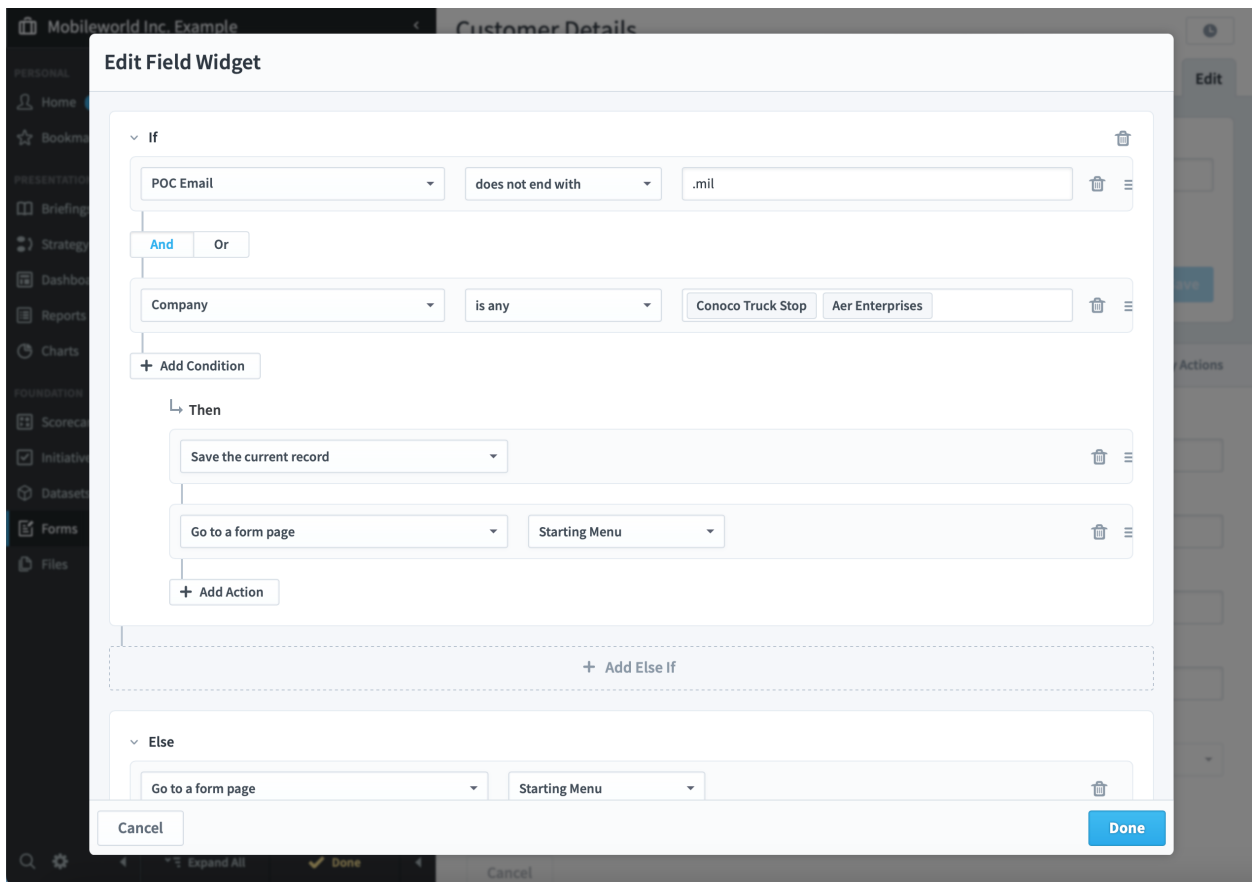 Mobileworld Inc. Example
Customer Details
Edit Field Widget
PERSONAL
Home
Edit
If
POC Email
does not end with
.mil
PRESENTATION
And
Or
Company
is any
Conoco Truck Stop
Aer Enterprises
Reports
Charts
Add Condition
Actions
FOUNDATION
Then
Save the current record
Datasets
Forms
Go to a form page
Starting Menu
Files
Add Action
Add Else If
Else
Go to a form page
Starting Menu
Cancel
Done
Expand All
Done
Cancel